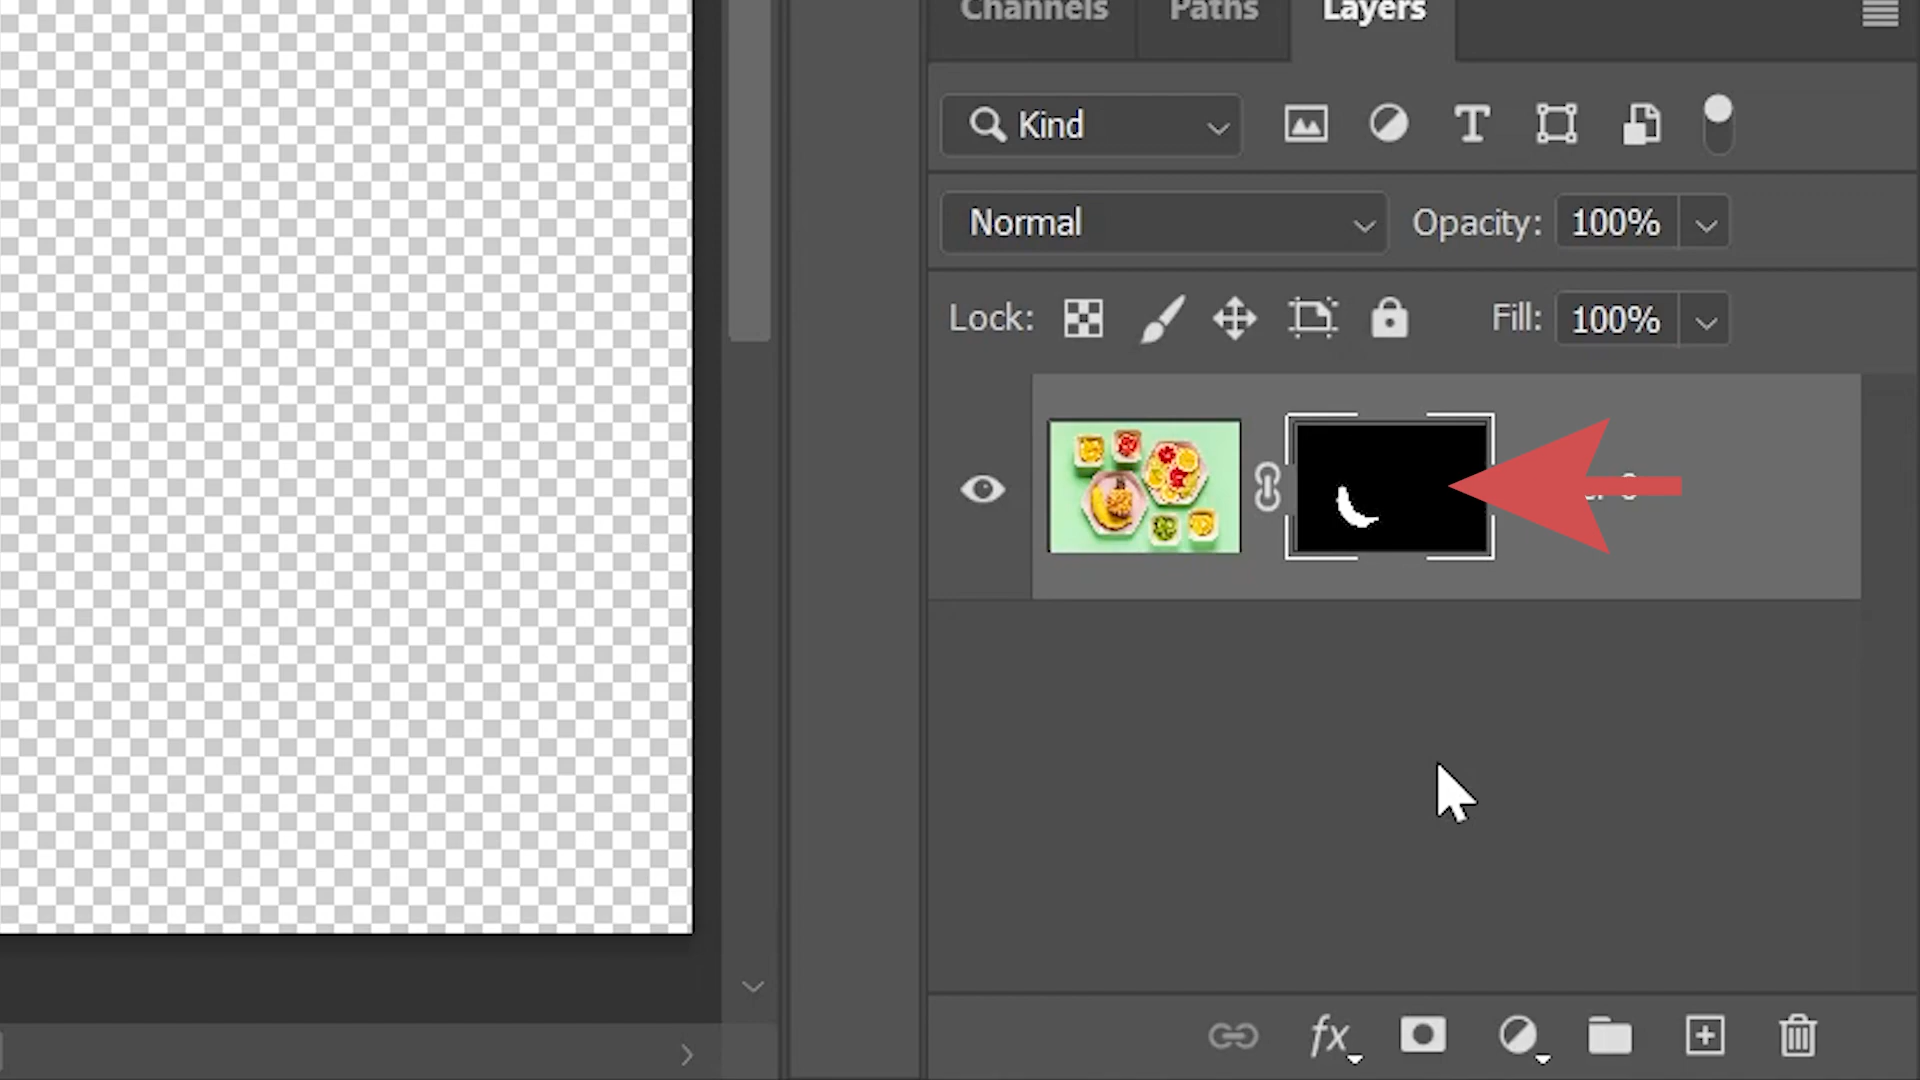 Channels Paths Layers
Kind
Normal Opacity: 100%
Lock: Fill: 100%
fx